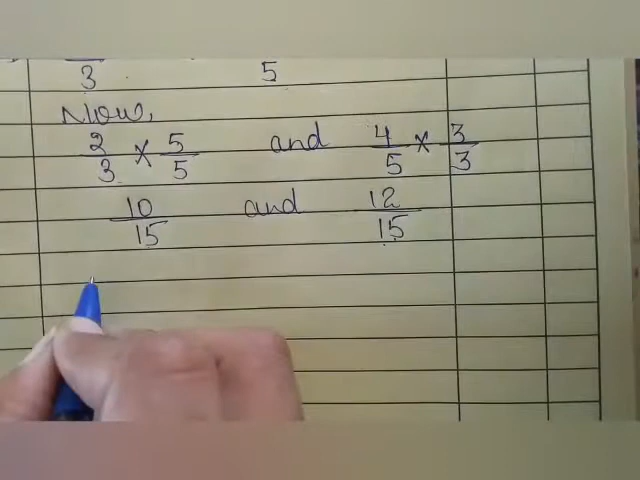 3 5
Now,
2/3 × 5/5 and 4/5 × 3/3
10/15 and 12/15